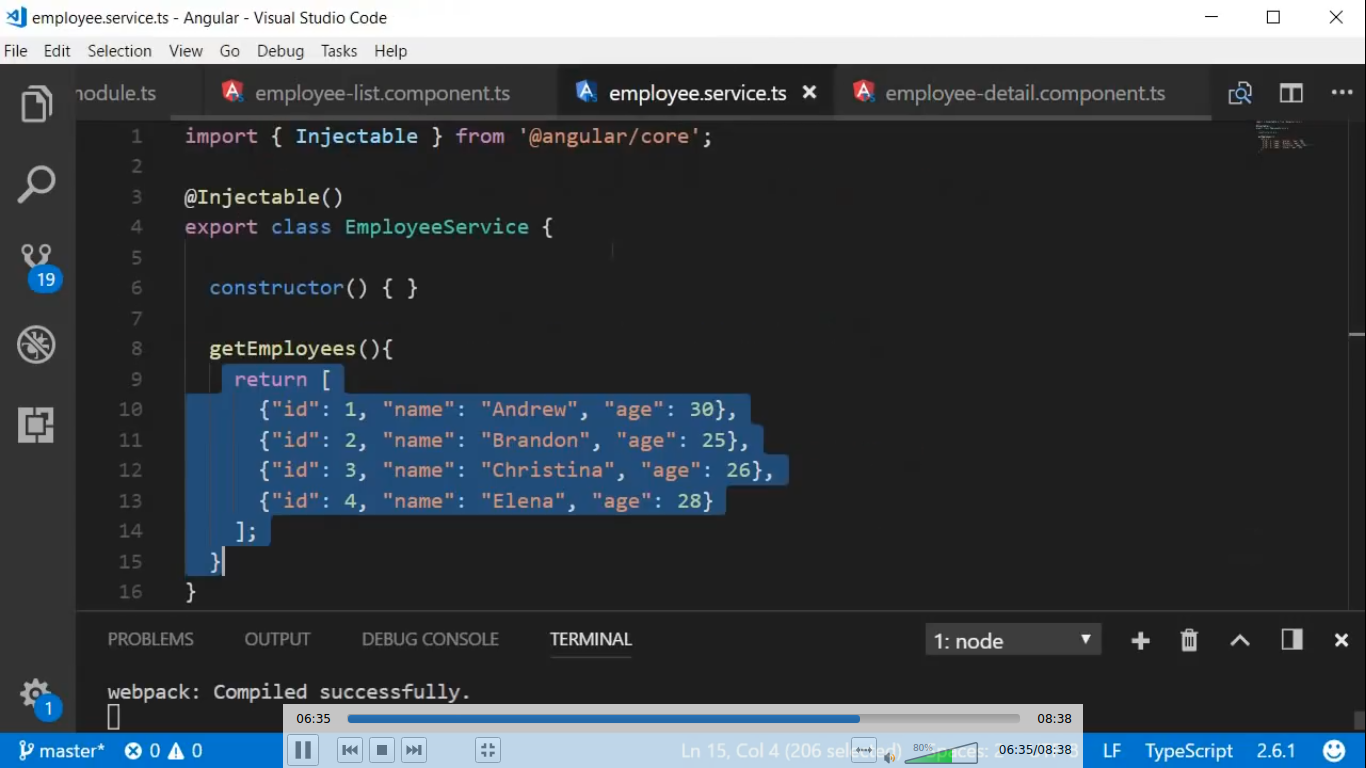 employee.service.ts - Angular - Visual Studio Code
File Edit Selection View Go Debug Tasks Help
nodule.ts employee-list.component.ts employee.service.ts employee-detail.component.ts
1 import { Injectable } from '@angular/core';
2
3 @Injectable()
4 export class EmployeeService {
5
6 constructor() { }
7
8 getEmployees(){
9 return [
10 {"id": 1, "name": "Andrew", "age": 30},
11 {"id": 2, "name": "Brandon", "age": 25},
12 {"id": 3, "name": "Christina", "age": 26},
13 {"id": 4, "name": "Elena", "age": 28}
14 ];
15 }
16 }
19
1
PROBLEMS OUTPUT DEBUG CONSOLE TERMINAL 1: node
webpack: Compiled successfully.
06:35 08:38
80% 06:35/08:38
master* 0 0 Ln 15, Col 4 (206 selected) LF TypeScript 2.6.1